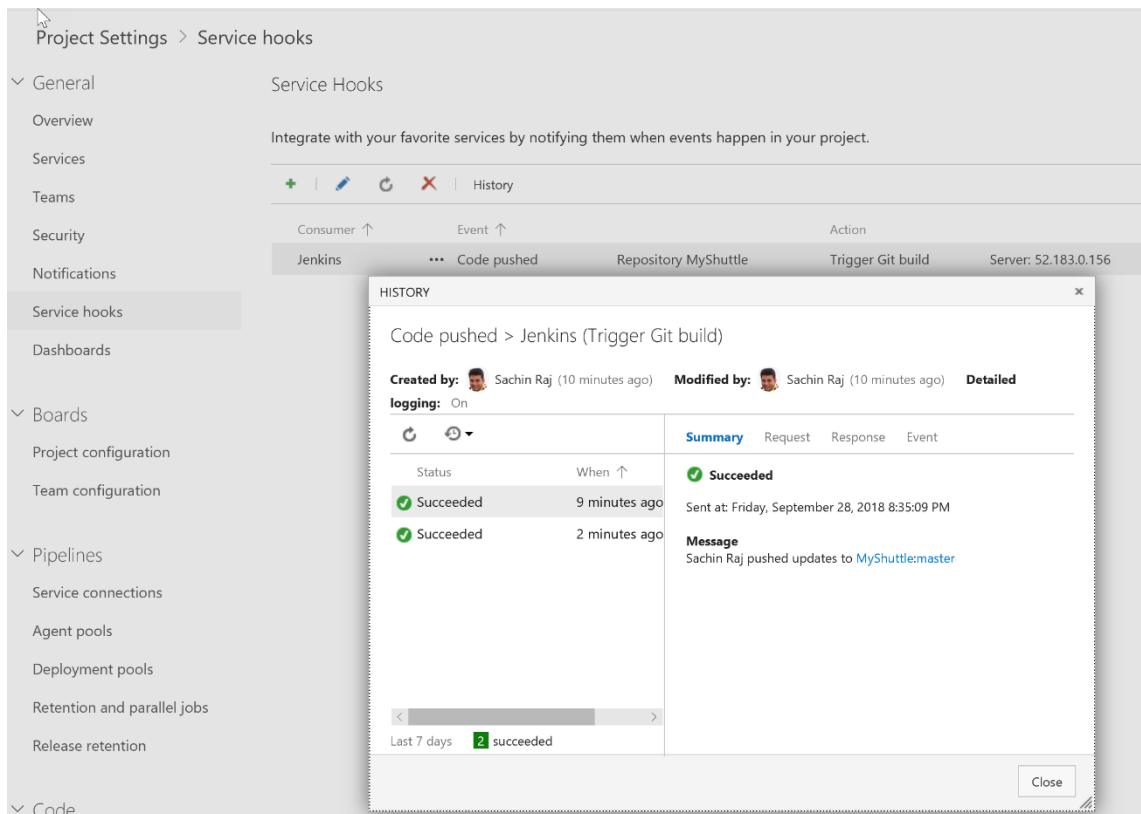 Project Settings > Service hooks
General
Overview
Services
Teams
Security
Notifications
Service hooks
Dashboards
Boards
Project configuration
Team configuration
Pipelines
Service connections
Agent pools
Deployment pools
Retention and parallel jobs
Release retention
Code
Service Hooks
Integrate with your favorite services by notifying them when events happen in your project.
History
Consumer Event Action
Jenkins ... Code pushed Repository MyShuttle Trigger Git build Server: 52.183.0.156
HISTORY
Code pushed > Jenkins (Trigger Git build)
Created by: Sachin Raj (10 minutes ago) Modified by: Sachin Raj (10 minutes ago) Detailed
logging: On
Status When
Succeeded 9 minutes ago
Succeeded 2 minutes ago
Last 7 days 2 succeeded
Summary Request Response Event
Succeeded
Sent at: Friday, September 28, 2018 8:35:09 PM
Message
Sachin Raj pushed updates to MyShuttle:master
Close